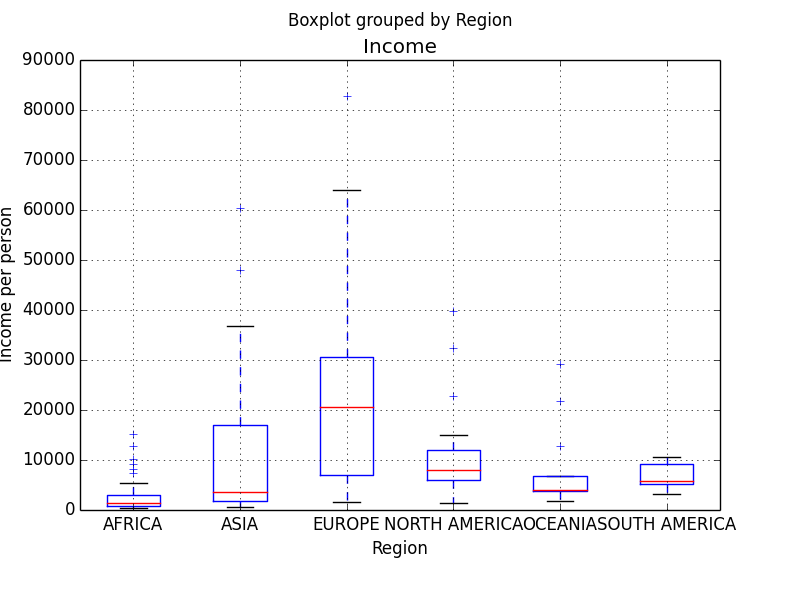 Boxplot grouped by Region
Income
90000
80000
70000
60000
50000
40000
30000
20000
10000
0
Income per person
AFRICA ASIA EUROPE NORTH AMERICA OCEANIA SOUTH AMERICA
Region